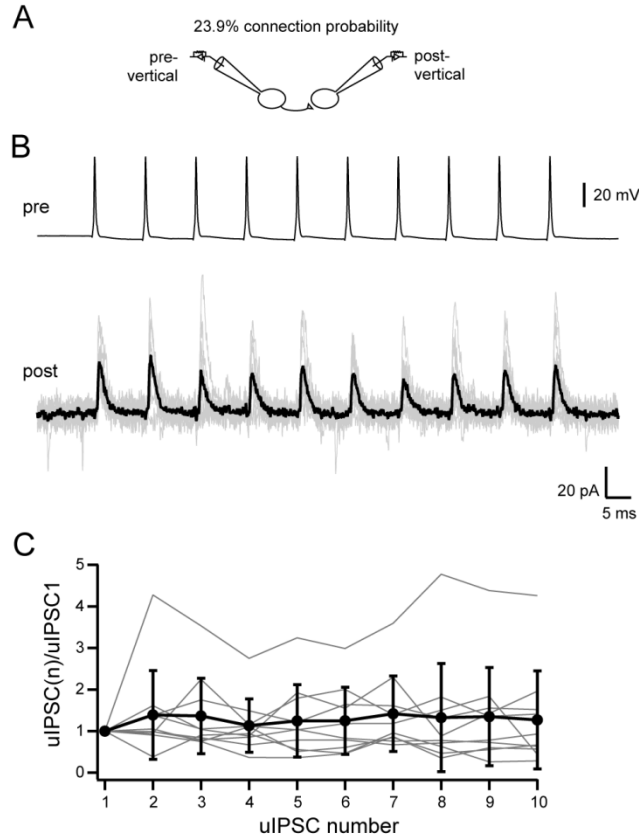 A
23.9% connection probability
pre-
vertical
post-
vertical
B
pre
20 mV
post
20 pA
5 ms
C
uIPSC(n)/uIPSC1
5
4
3
2
1
0
1 2 3 4 5 6 7 8 9 10
uIPSC number